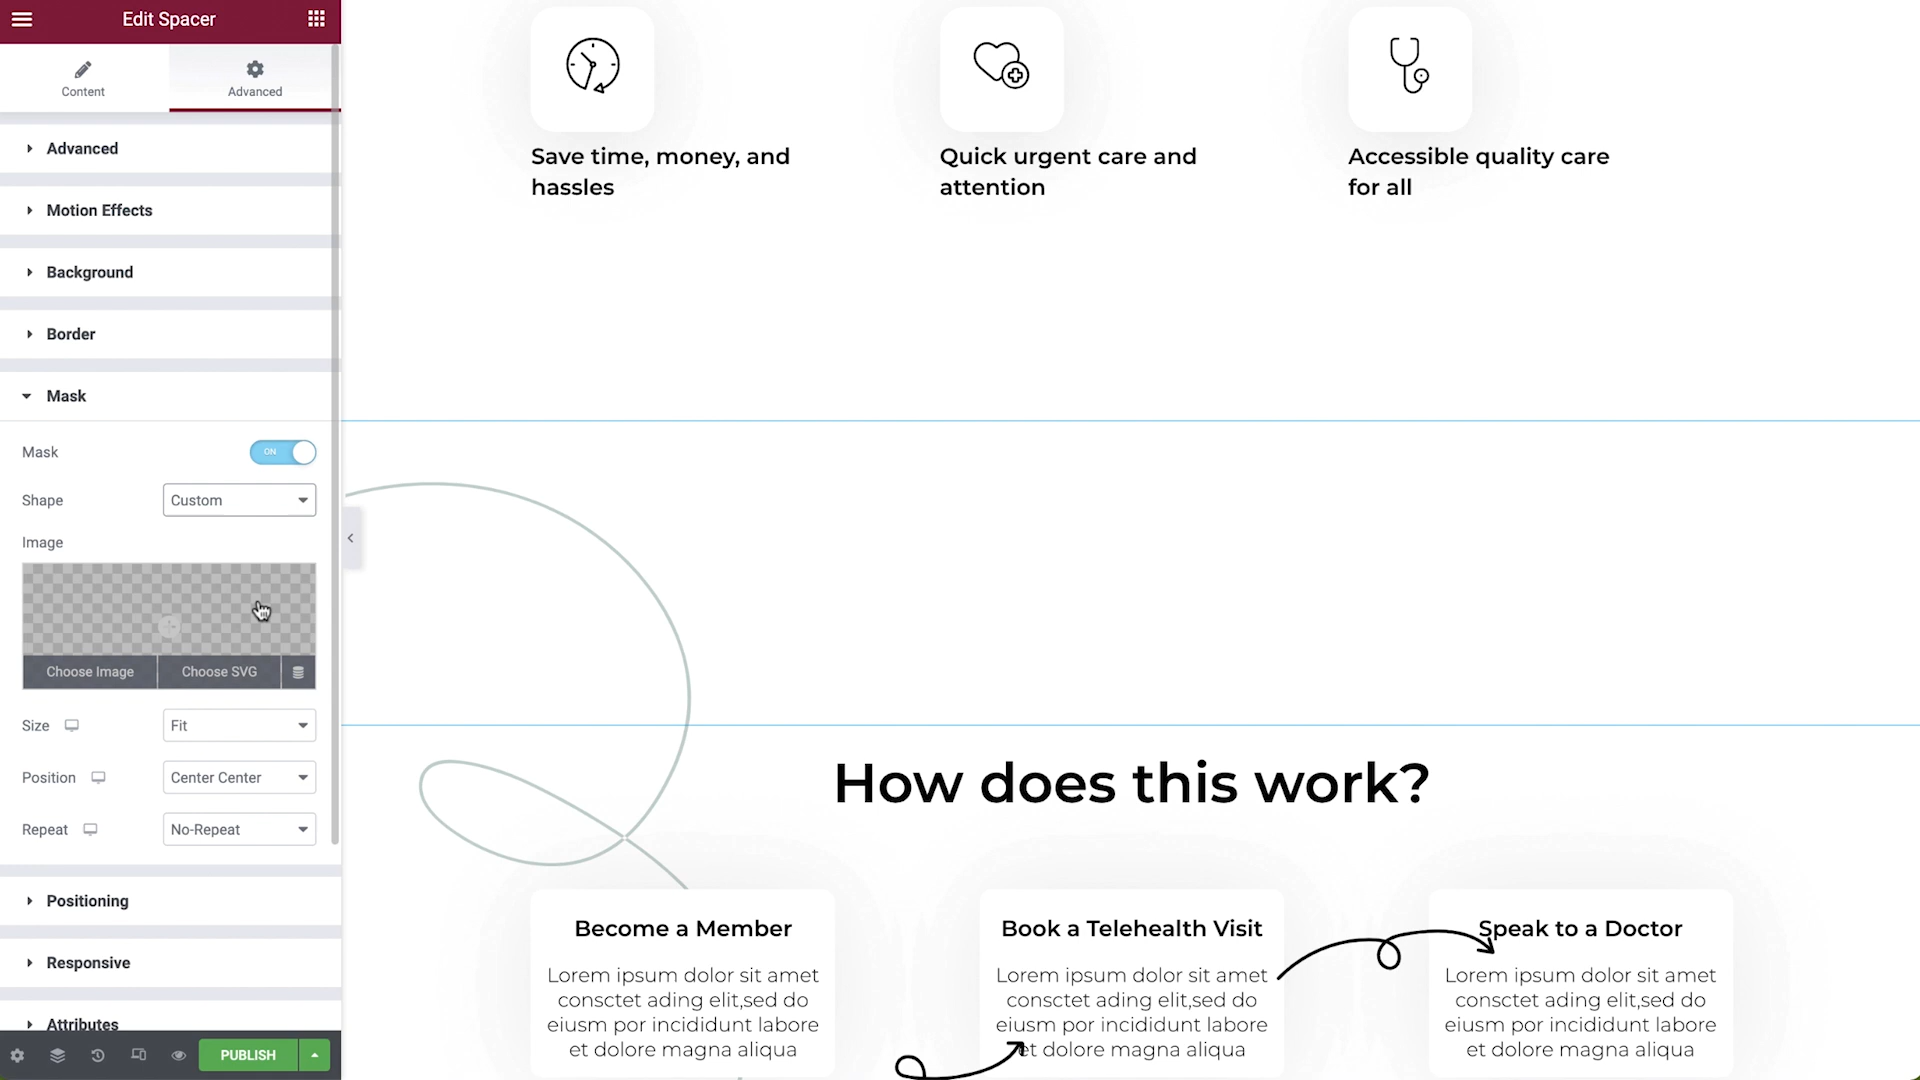 Edit Spacer
Content
Advanced
Advanced
Motion Effects
Background
Border
Mask
Mask
ON
Shape
Custom
Image
Choose Image
Choose SVG
Size
Fit
Position
Center Center
Repeat
No-Repeat
Positioning
Responsive
Attributes
PUBLISH
Save time, money, and
hassles
Quick urgent care and
attention
Accessible quality care
for all
How does this work?
Become a Member
Lorem ipsum dolor sit amet
consctet ading elit,sed do
eiusm por incididunt labore
et dolore magna aliqua
Book a Telehealth Visit
Lorem ipsum dolor sit amet
consctet ading elit,sed do
eiusm por incididunt labore
et dolore magna aliqua
Speak to a Doctor
Lorem ipsum dolor sit amet
consctet ading elit,sed do
eiusm por incididunt labore
et dolore magna aliqua